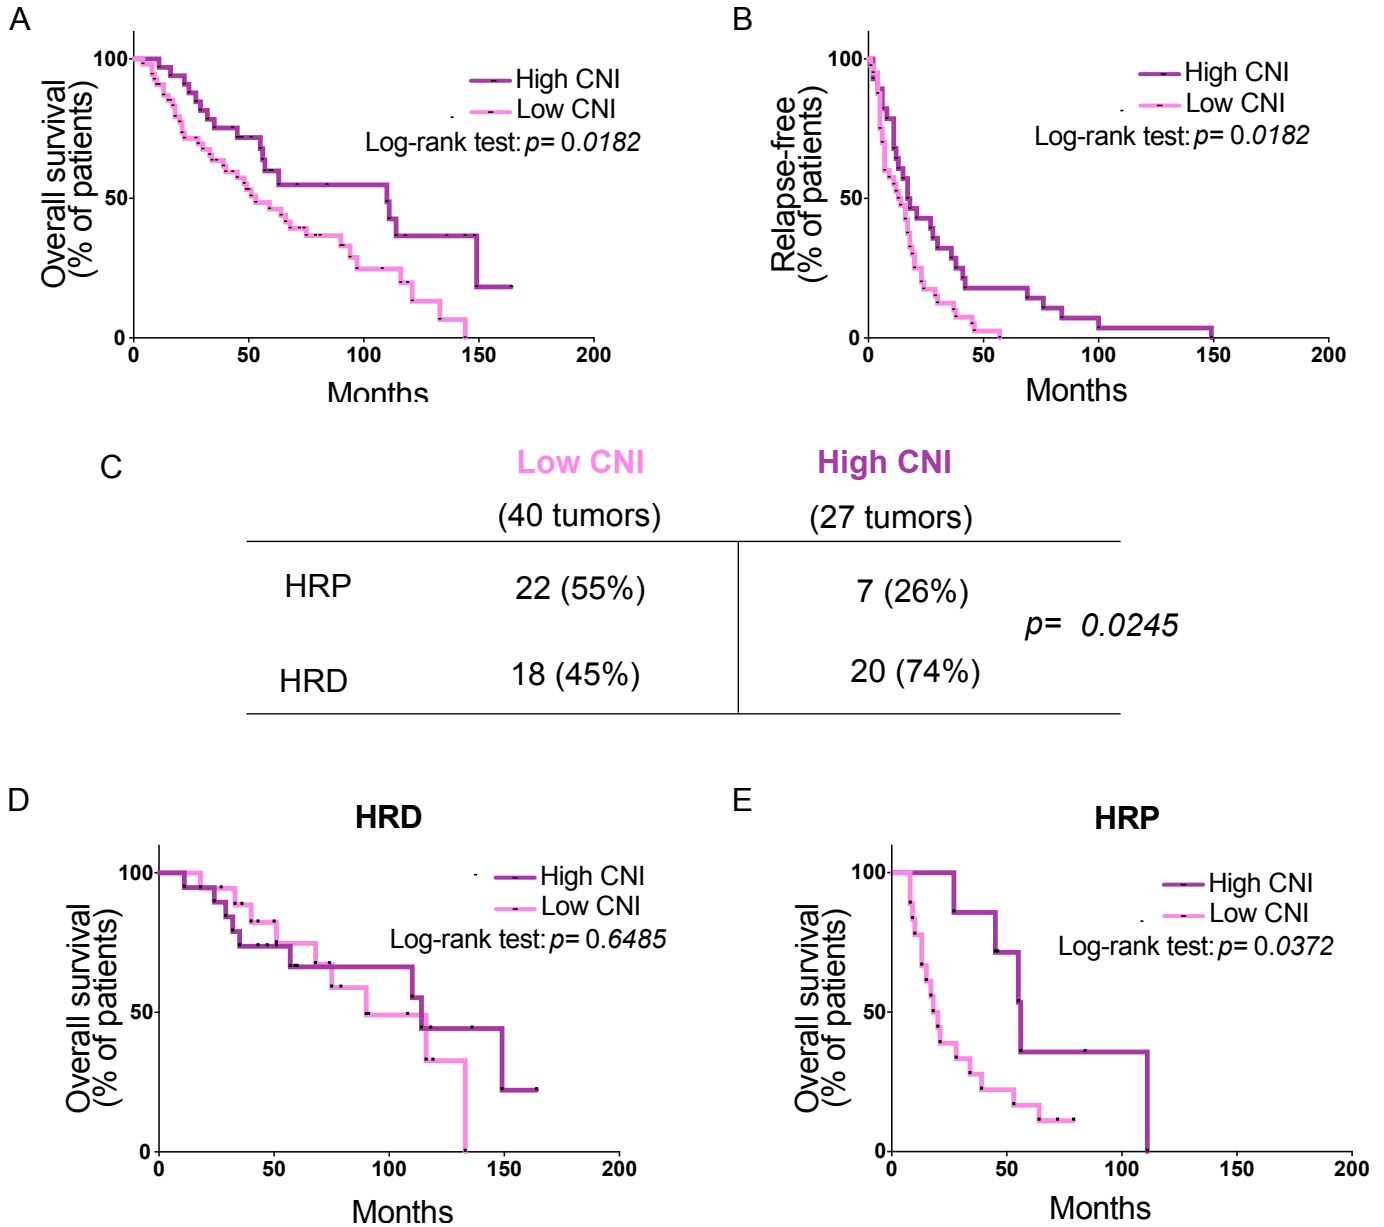 A
Overall survival
(% of patients)
100
50
0
High CNI
Low CNI
Log-rank test: p= 0.0182
0 50 100 150 200
Months
B
Relapse-free
(% of patients)
100
50
0
High CNI
Low CNI
Log-rank test: p= 0.0182
0 50 100 150 200
Months
C
Low CNI High CNI
(40 tumors) (27 tumors)
HRP 22 (55%) 7 (26%)
p= 0.0245
HRD 18 (45%) 20 (74%)
D
HRD
Overall survival
(% of patients)
100
50
0
High CNI
Low CNI
Log-rank test: p= 0.6485
0 50 100 150 200
Months
E
HRP
Overall survival
(% of patients)
100
50
0
High CNI
Low CNI
Log-rank test: p= 0.0372
0 50 100 150 200
Months